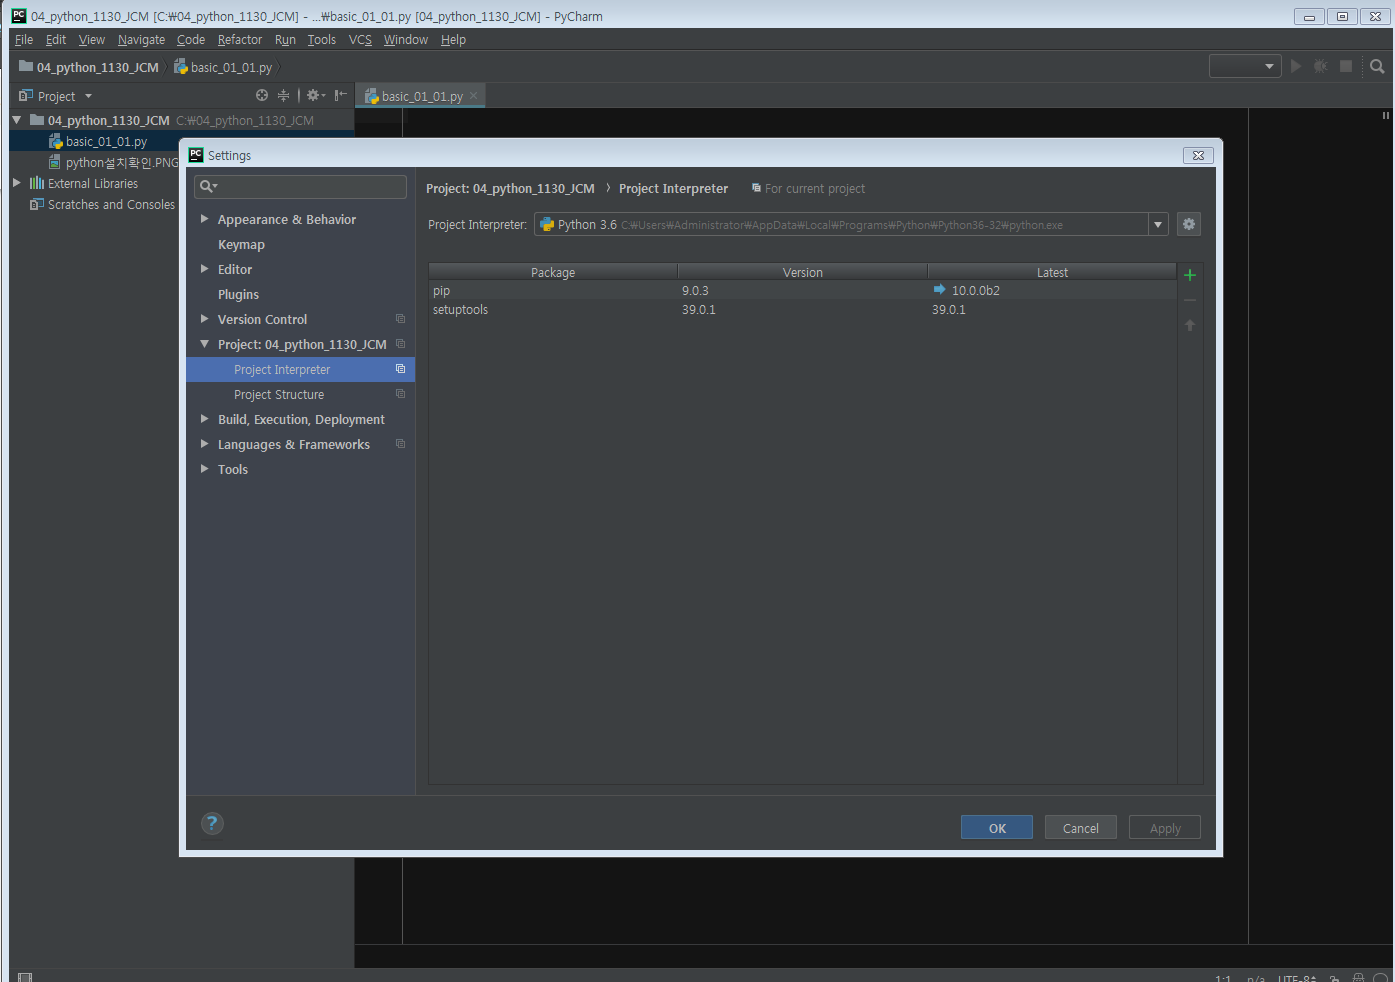 04_python_1130_JCM [C:₩04_python_1130_JCM] - ...₩basic_01_01.py [04_python_1130_JCM] - PyCharm
File Edit View Navigate Code Refactor Run Tools VCS Window Help
04_python_1130_JCM basic_01_01.py
Project
basic_01_01.py
04_python_1130_JCM C:₩04_python_1130_JCM
basic_01_01.py
python설치확인.PNG
External Libraries
Scratches and Consoles
Settings
Appearance & Behavior
Keymap
Editor
Plugins
Version Control
Project: 04_python_1130_JCM
Project Interpreter
Project Structure
Build, Execution, Deployment
Languages & Frameworks
Tools
Project: 04_python_1130_JCM › Project Interpreter For current project
Project Interpreter: Python 3.6 C:₩Users₩Administrator₩AppData₩Local₩Programs₩Python₩Python36-32₩python.exe
Package Version Latest
pip 9.0.3 10.0.0b2
setuptools 39.0.1 39.0.1
?
OK Cancel Apply
1:1 n/a UTF-8